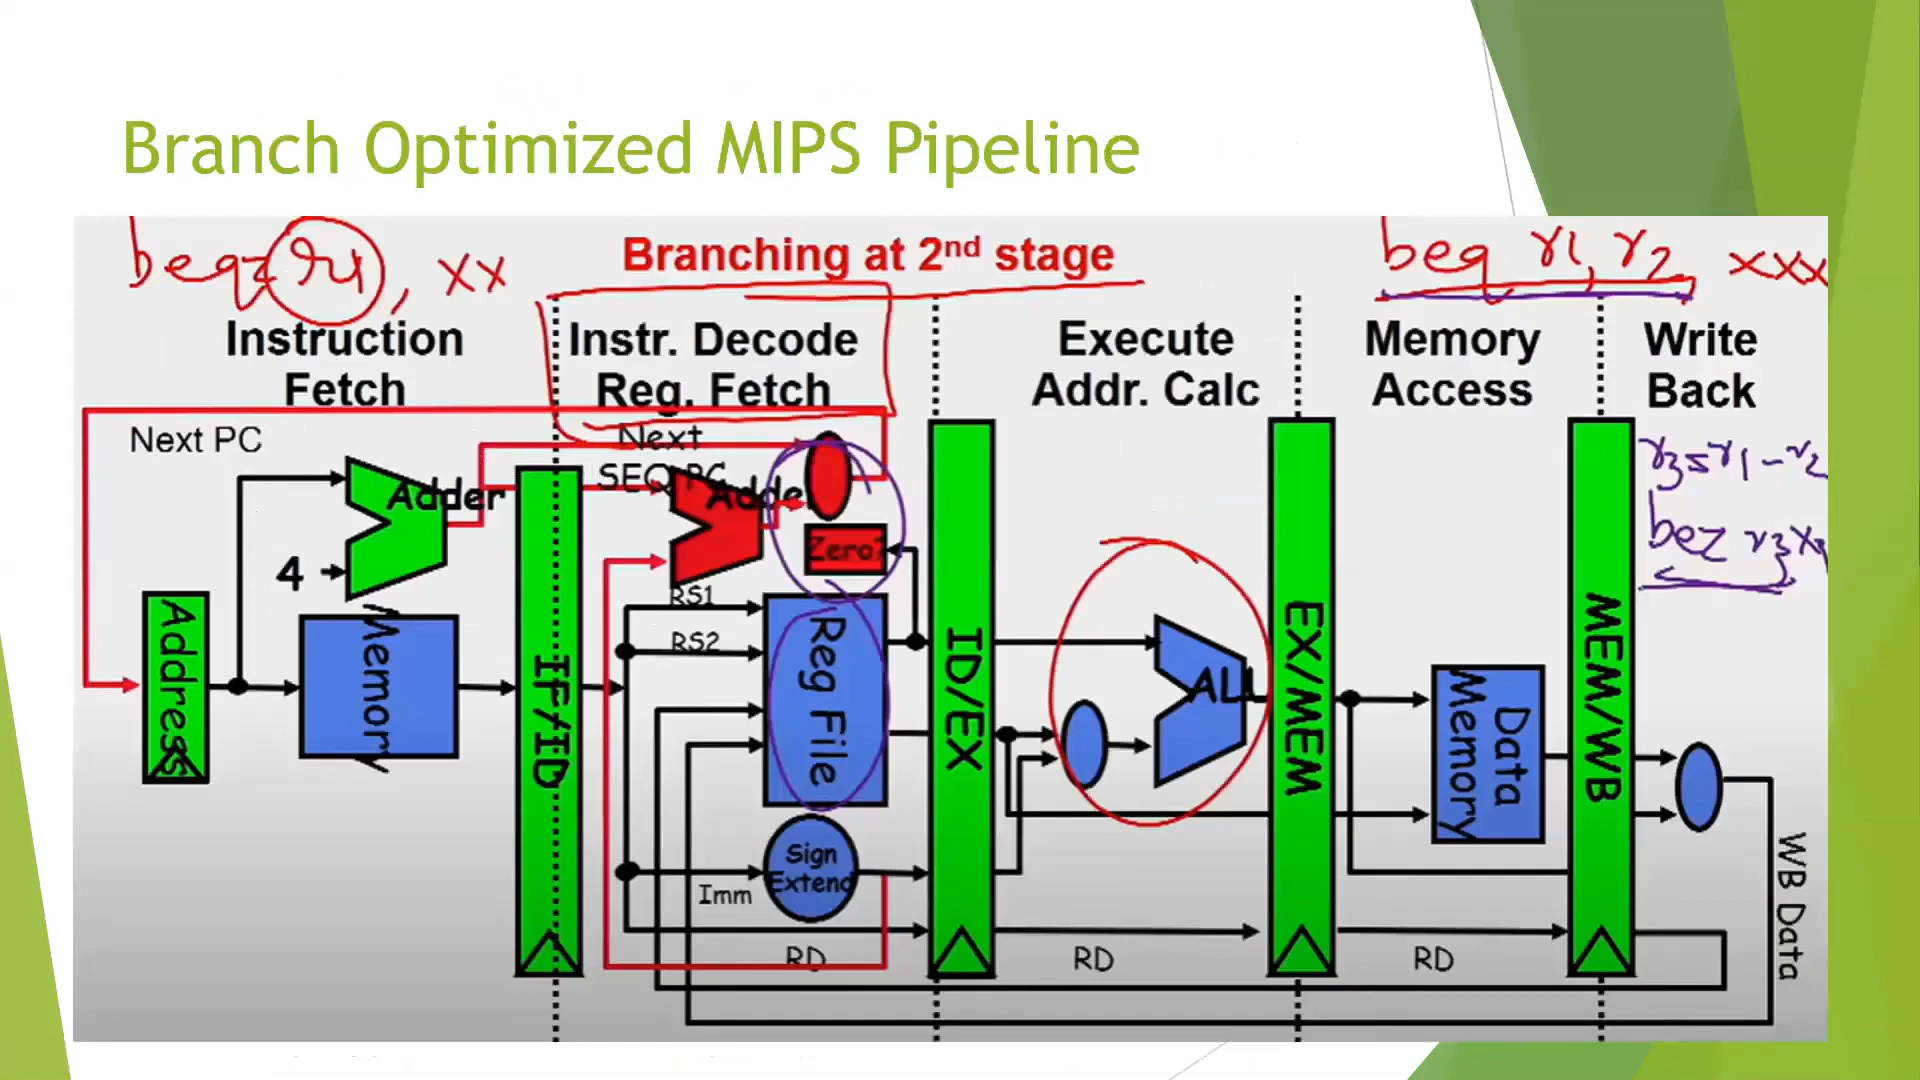 Branch Optimized MIPS Pipeline
beqz r1, xx
Branching at 2nd stage
beq r1, r2 xxx
Instruction
Fetch
Instr. Decode
Reg. Fetch
Execute
Addr. Calc
Memory
Access
Write
Back
Next PC
Next
SEQ PC
Adder
Adder
4
Zero?
RS1
RS2
Address
Memory
IF/ID
Reg File
ID/EX
ALU
EX/MEM
Data
Memory
MEM/WB
r3=r1-r2
bez r3
Sign
Extend
Imm
RD
RD
RD
WB Data